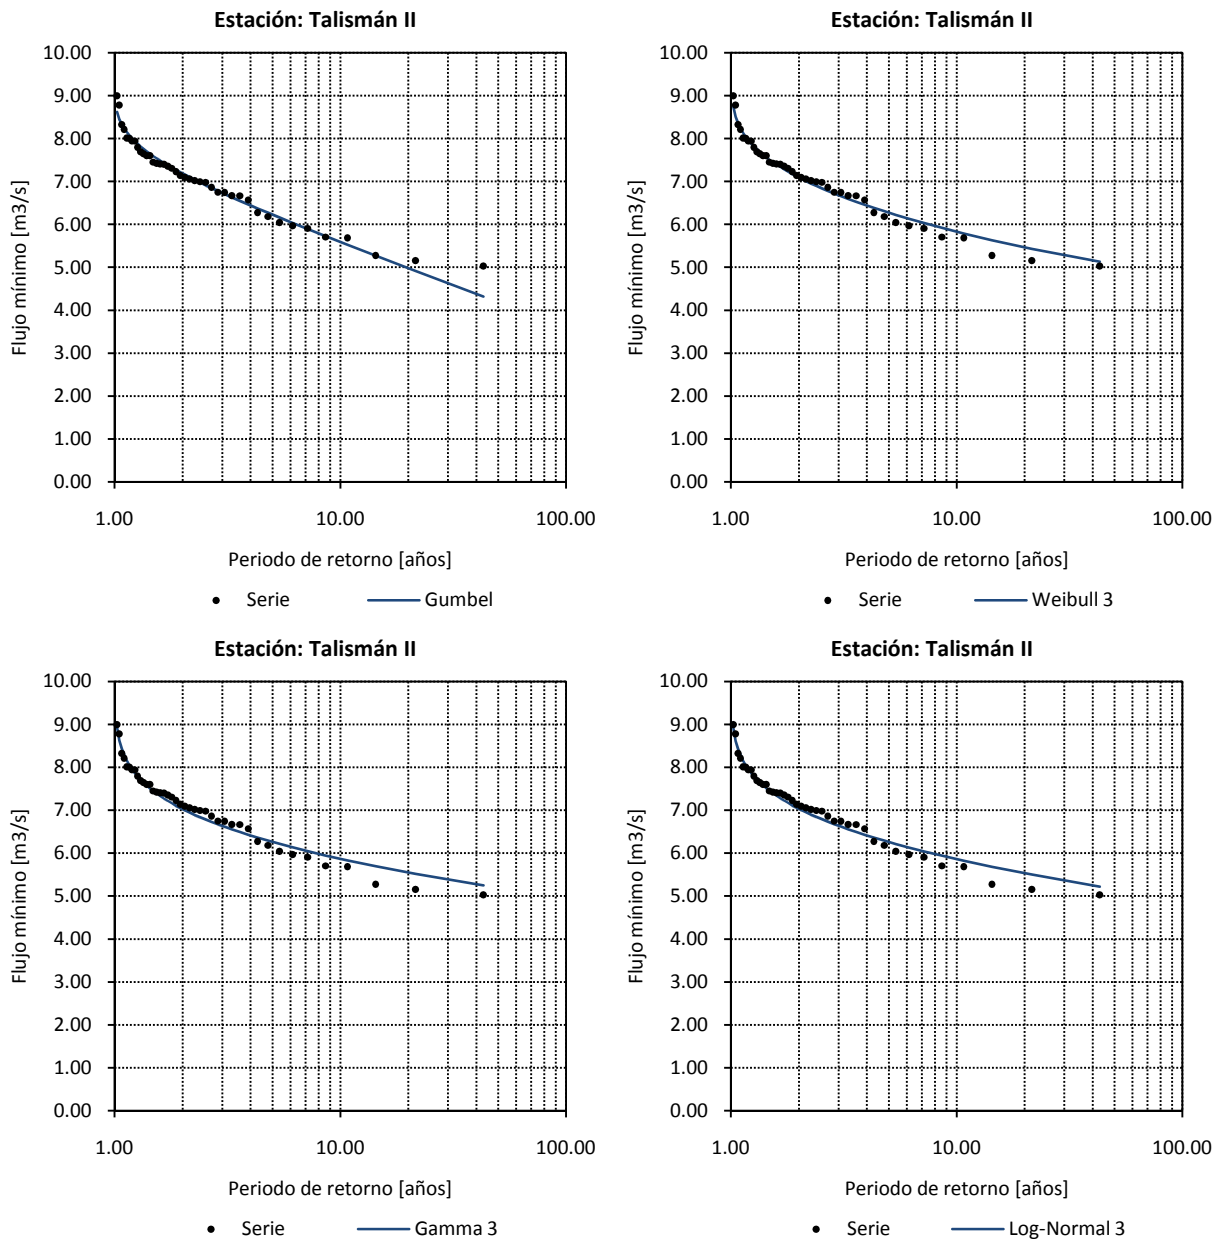 Estación: Talismán II
10.00
9.00
8.00
7.00
6.00
5.00
4.00
3.00
2.00
1.00
0.00
Flujo mínimo [m3/s]
1.00 10.00 100.00
Periodo de retorno [años]
Serie Gumbel
Estación: Talismán II
10.00
9.00
8.00
7.00
6.00
5.00
4.00
3.00
2.00
1.00
0.00
Flujo mínimo [m3/s]
1.00 10.00 100.00
Periodo de retorno [años]
Serie Weibull 3
Estación: Talismán II
10.00
9.00
8.00
7.00
6.00
5.00
4.00
3.00
2.00
1.00
0.00
Flujo mínimo [m3/s]
1.00 10.00 100.00
Periodo de retorno [años]
Serie Gamma 3
Estación: Talismán II
10.00
9.00
8.00
7.00
6.00
5.00
4.00
3.00
2.00
1.00
0.00
Flujo mínimo [m3/s]
1.00 10.00 100.00
Periodo de retorno [años]
Serie Log-Normal 3